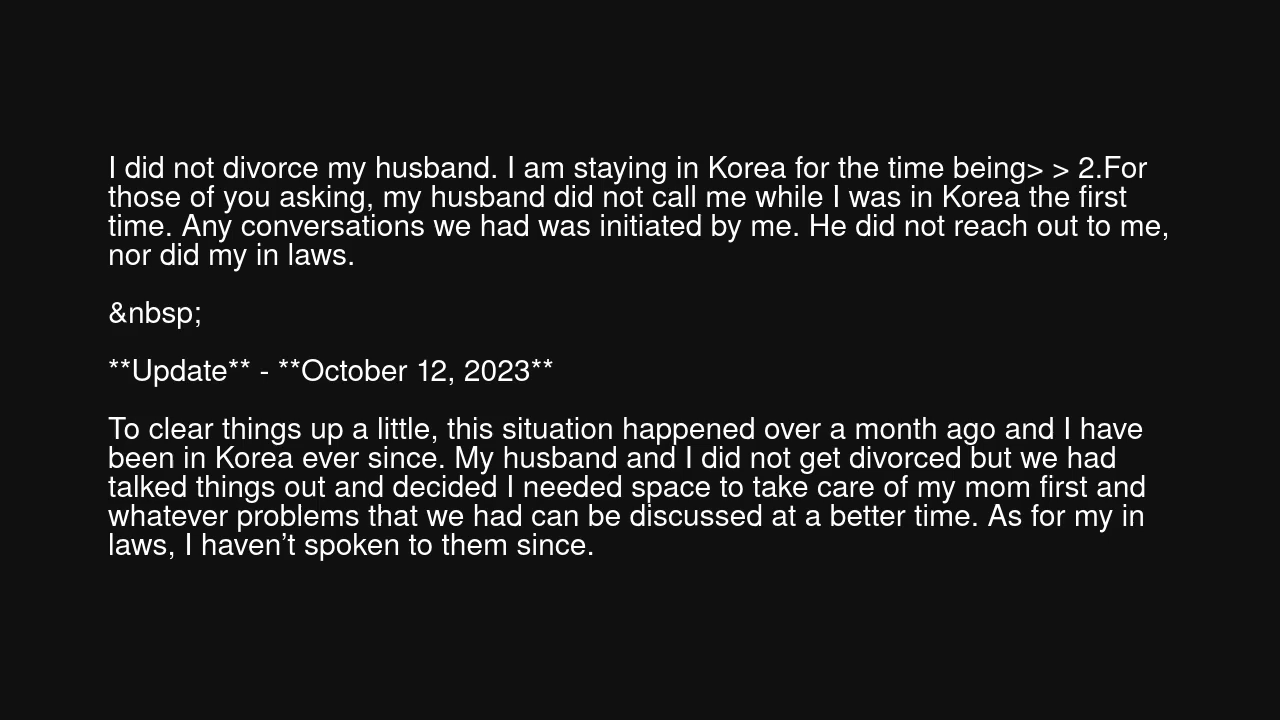 I did not divorce my husband. I am staying in Korea for the time being> > 2.For
those of you asking, my husband did not call me while I was in Korea the first
time. Any conversations we had was initiated by me. He did not reach out to me,
nor did my in laws.
&nbsp;
**Update** - **October 12, 2023**
To clear things up a little, this situation happened over a month ago and I have
been in Korea ever since. My husband and I did not get divorced but we had
talked things out and decided I needed space to take care of my mom first and
whatever problems that we had can be discussed at a better time. As for my in
laws, I haven’t spoken to them since.